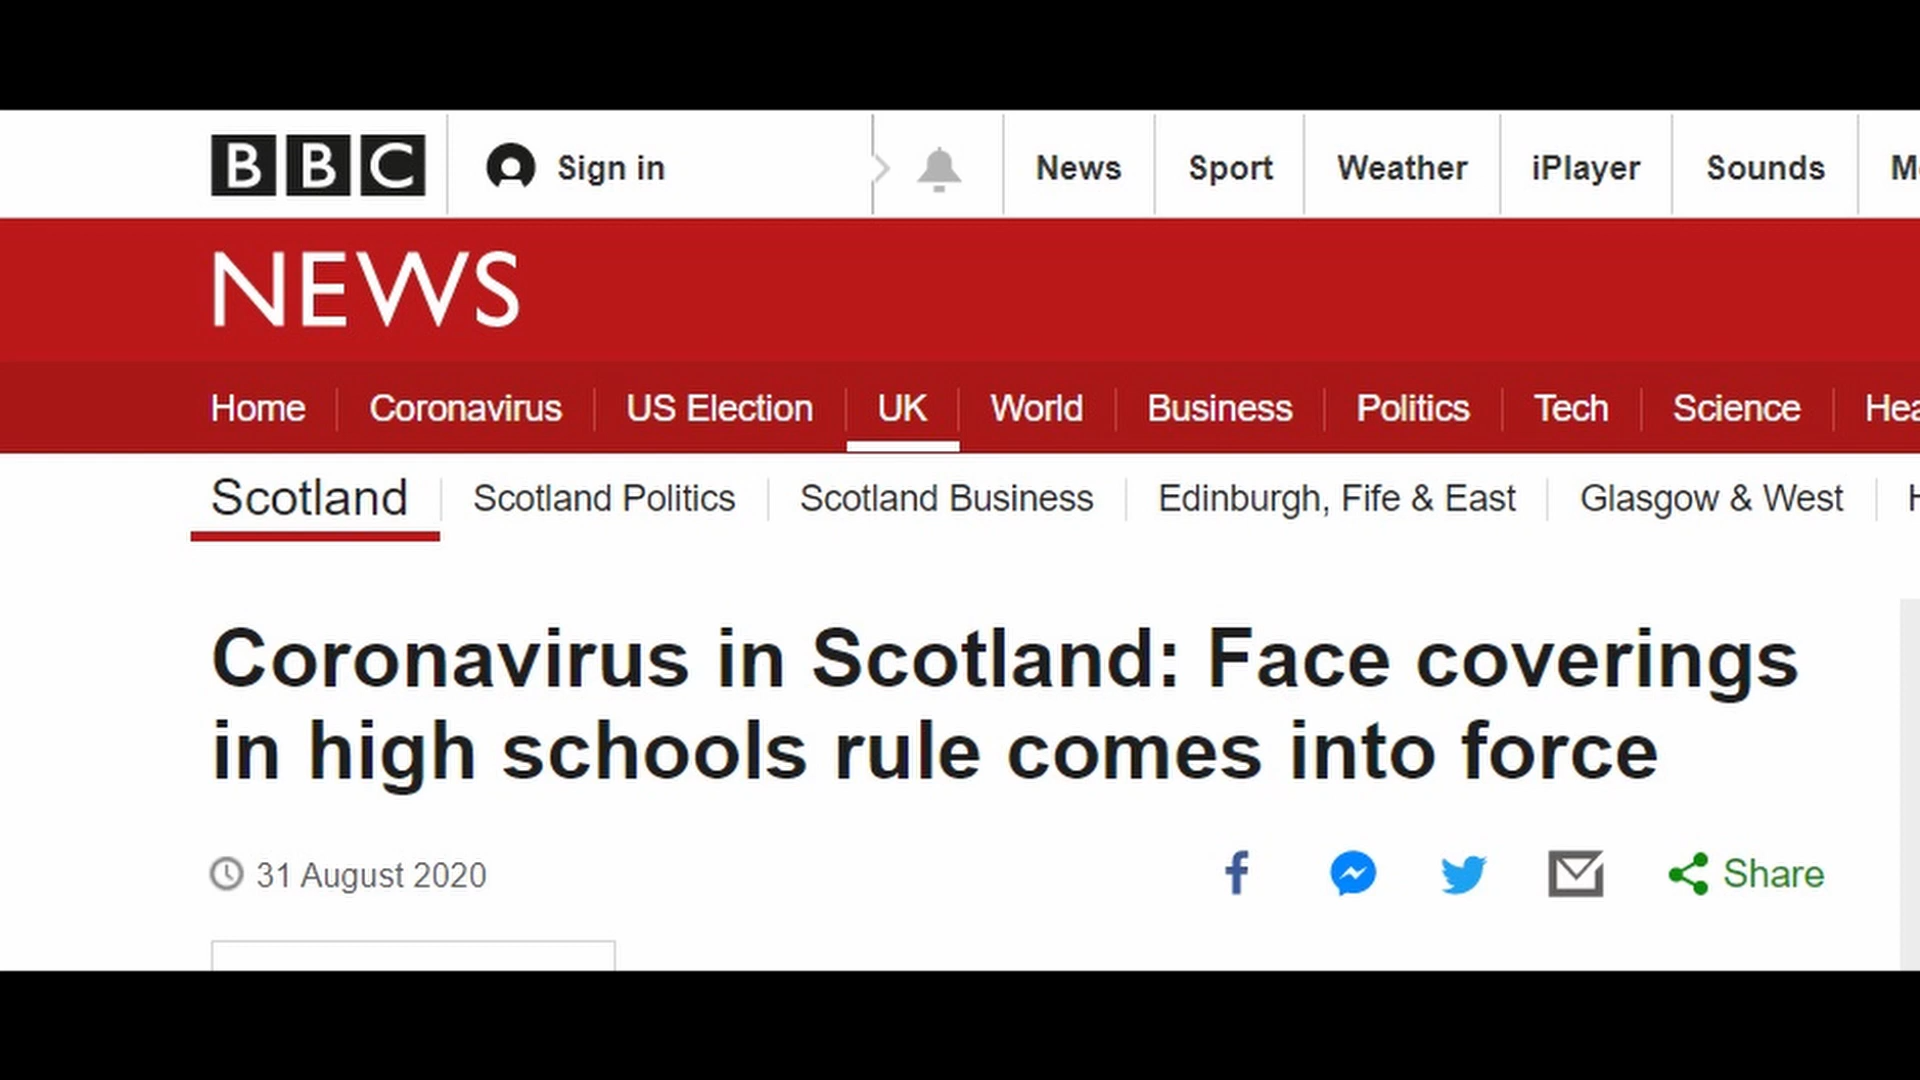 BBC Sign in News Sport Weather iPlayer Sounds
NEWS
Home Coronavirus US Election UK World Business Politics Tech Science
Scotland Scotland Politics Scotland Business Edinburgh, Fife & East Glasgow & West
Coronavirus in Scotland: Face coverings
in high schools rule comes into force
31 August 2020 Share